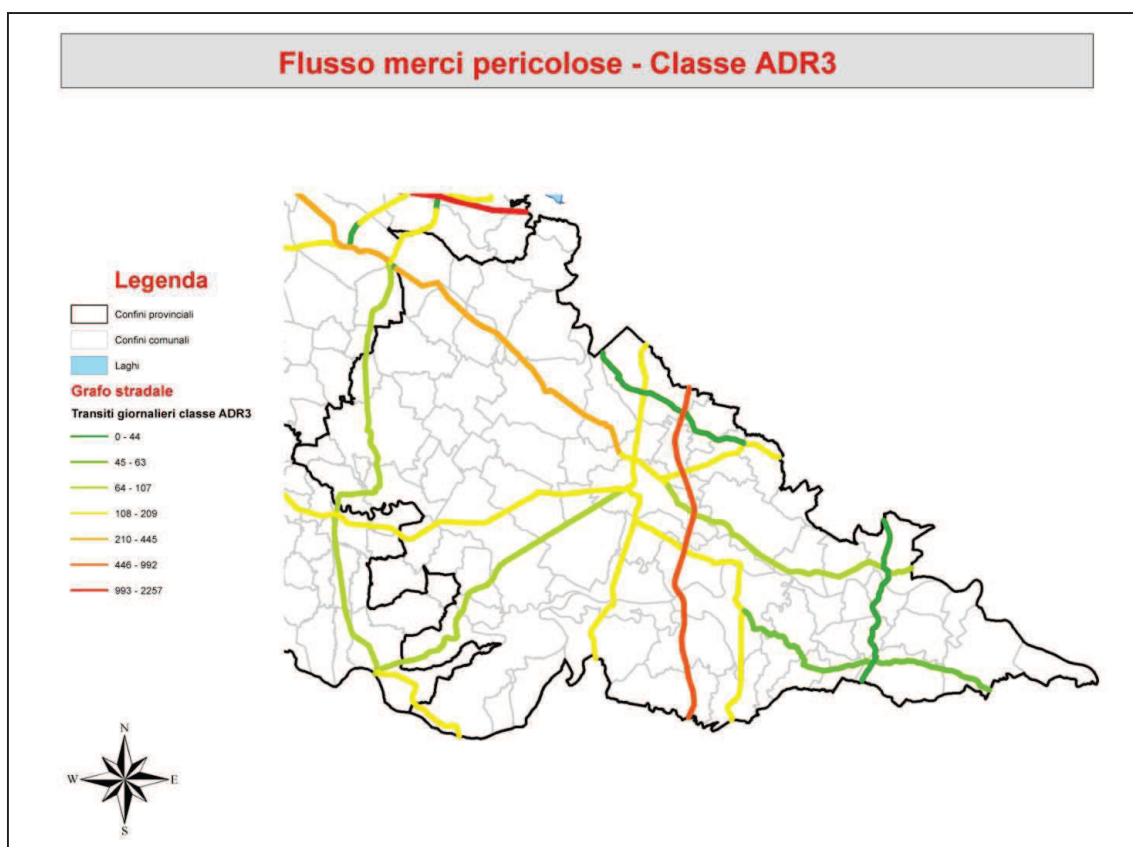 Flusso merci pericolose - Classe ADR3
Legenda
Confini provinciali
Confini comunali
Laghi
Grafo stradale
Transiti giornalieri classe ADR3
0 - 44
45 - 63
64 - 107
108 - 209
210 - 445
446 - 992
993 - 2257
N
W E
S